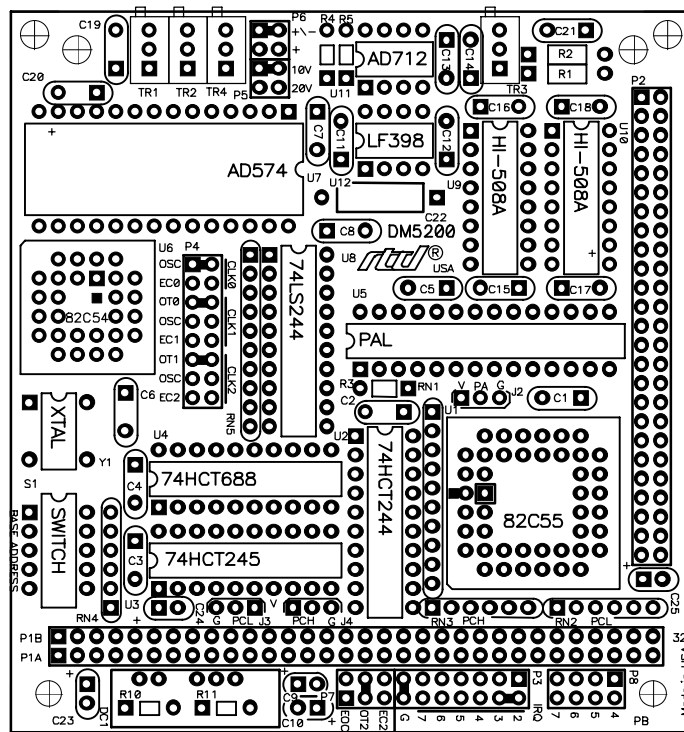 C19
P6
R4 R5
+\-
+
10V
20V
P5
TR1 TR2 TR4
C20
U11
AD712
C13
C14
TR3
C21
R2
R1
P2
C16
C18
U10
+
AD574
C7
C11
LF398
C12
U7
U12
U9
HI-508A
HI-508A
+
C22
C8
DM5200
U8
rtd®
USA
U6
P4
82C54
OSC
EC0
OT0
OSC
EC1
OT1
OSC
EC2
CLK0
CLK1
CLK2
RN5
74LS244
C5
C15
C17
U5
PAL
R3
RN1
V PA G
J2
C1
C2
C6
XTAL
Y1
U4
U2
U1
S1
C4
74HCT688
74HCT244
82C55
BASE ADDRESS
SWITCH
C3
74HCT245
RN4
U3
+
C24
G PCL J3
V
PCH G J4
RN3 PCH
RN2 PCL
+
C25
P1B
P1A
32
+
C23
DC1
R10
R11
+
C9
P7
C10
+
EOC
OT2
EC2
G
7 6 5 4 3 2
P3
IRQ
P8
7 6 5 4
PB